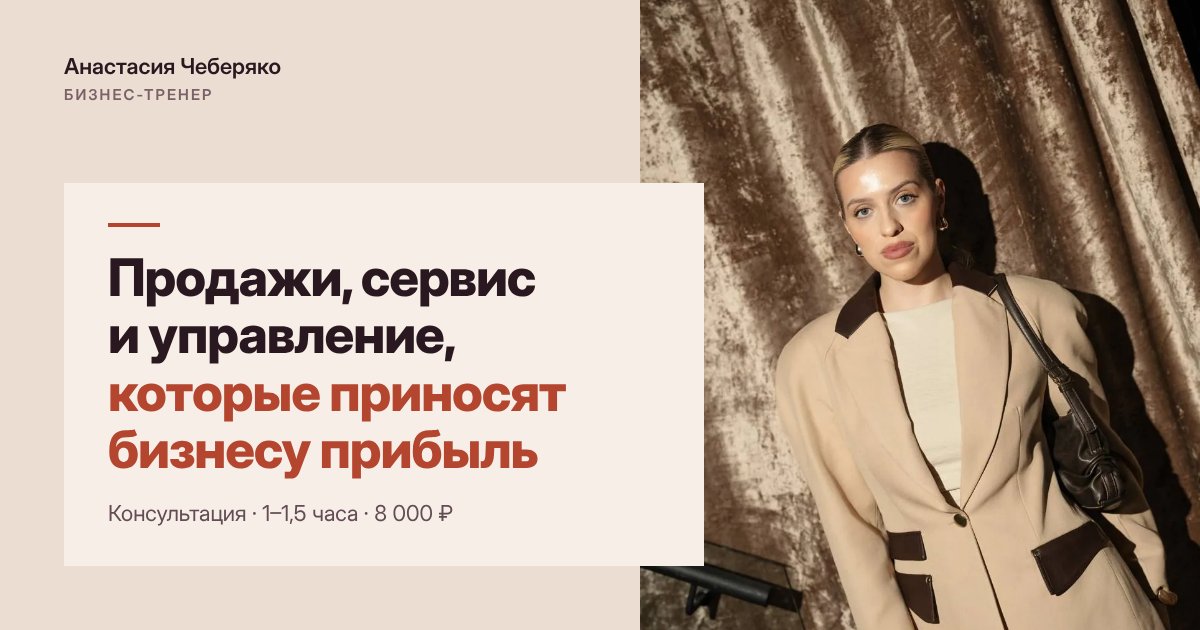 Анастасия Чеберяко
БИЗНЕС-ТРЕНЕР
Продажи, сервис
и управление,
которые приносят
бизнесу прибыль
Консультация · 1–1,5 часа · 8 000 ₽